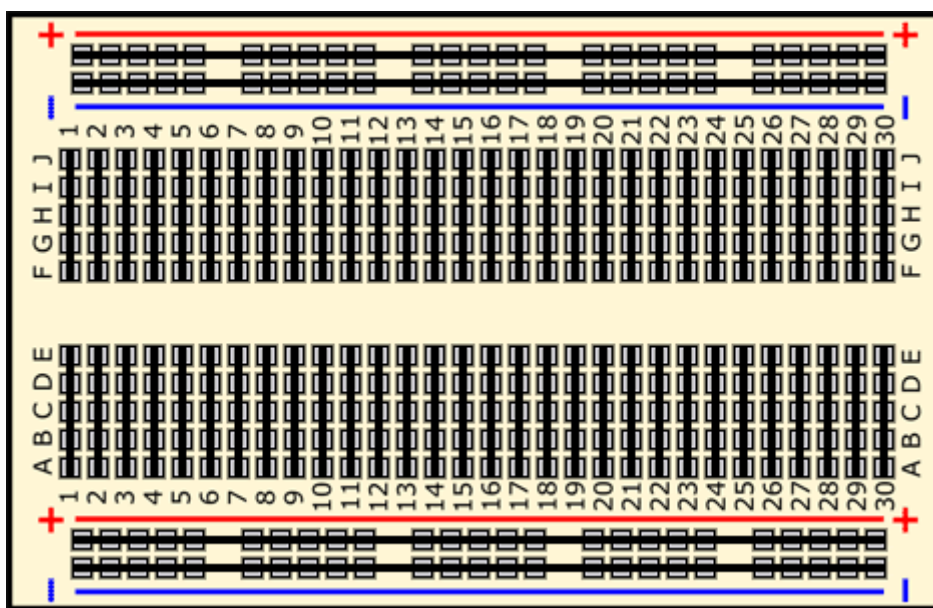 + +
− −
1 2 3 4 5 6 7 8 9 10 11 12 13 14 15 16 17 18 19 20 21 22 23 24 25 26 27 28 29 30
J J
I I
H H
G G
F F
E E
D D
C C
B B
A A
1 2 3 4 5 6 7 8 9 10 11 12 13 14 15 16 17 18 19 20 21 22 23 24 25 26 27 28 29 30
+ +
− −